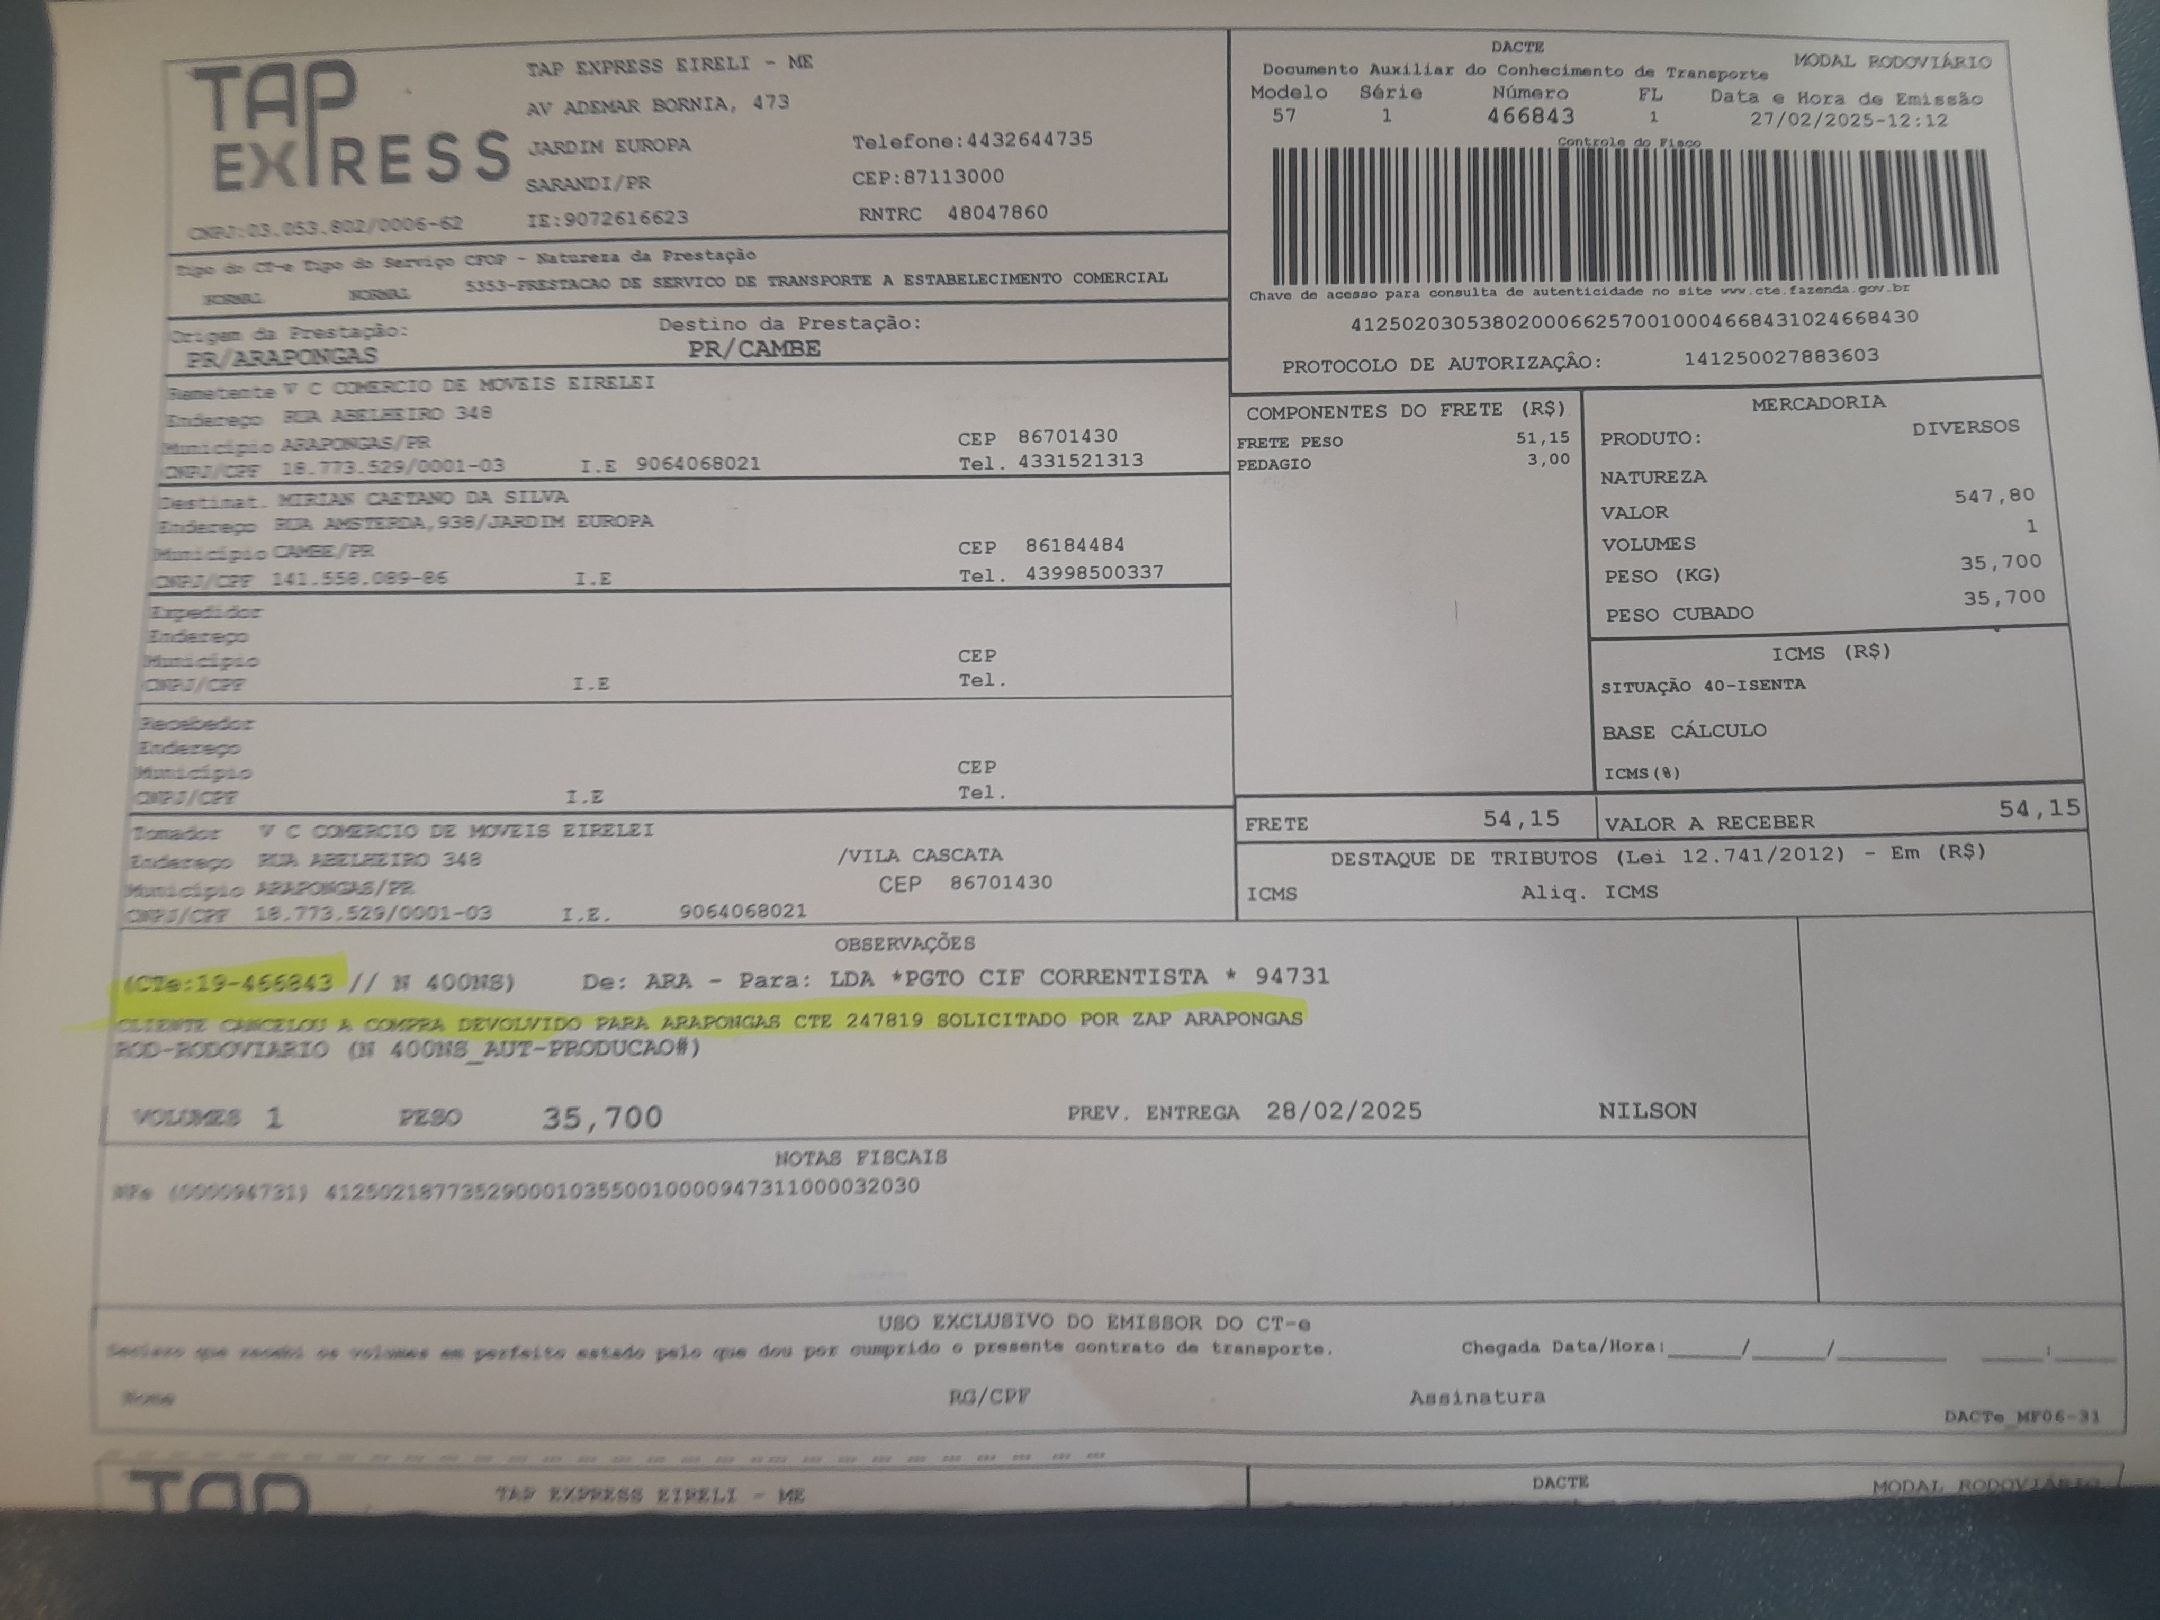 TAP EXPRESS
TAP EXPRESS EIRELI - ME
AV ADEMAR BORNIA, 473
JARDIM EUROPA Telefone:4432644735
SARANDI/PR CEP:87113000
CNPJ:03.053.802/0006-62 IE:9072616623 RNTRC 48047860
DACTE MODAL RODOVIÁRIO
Documento Auxiliar do Conhecimento de Transporte
Modelo Série Número FL Data e Hora de Emissão
57 1 466843 1 27/02/2025-12:12
Controle do Fisco
Chave de acesso para consulta de autenticidade no site www.cte.fazenda.gov.br
41250203053802000662570010004668431024668430
PROTOCOLO DE AUTORIZAÇÂO: 141250027883603
Tipo do CT-e Tipo do Serviço CFOP - Natureza da Prestação
NORMAL NORMAL 5353-PRESTACAO DE SERVICO DE TRANSPORTE A ESTABELECIMENTO COMERCIAL
Origem da Prestação: Destino da Prestação:
PR/ARAPONGAS PR/CAMBE
Remetente V C COMERCIO DE MOVEIS EIRELEI
Endereço RUA ABELHEIRO 348
Município ARAPONGAS/PR CEP 86701430
CNPJ/CPF 18.773.529/0001-03 I.E 9064068021 Tel. 4331521313
Destinat. MIRIAN CAETANO DA SILVA
Endereço RUA AMSTERDA,938/JARDIM EUROPA
Município CAMBE/PR CEP 86184484
CNPJ/CPF 141.558.089-86 I.E Tel. 43998500337
Expedidor
Endereço
Município CEP
CNPJ/CPF I.E Tel.
Recebedor
Endereço
Município CEP
CNPJ/CPF I.E Tel.
Tomador V C COMERCIO DE MOVEIS EIRELEI
Endereço RUA ABELHEIRO 348 /VILA CASCATA
Município ARAPONGAS/PR CEP 86701430
CNPJ/CPF 18.773.529/0001-03 I.E. 9064068021
COMPONENTES DO FRETE (R$)
FRETE PESO 51,15
PEDAGIO 3,00
MERCADORIA
PRODUTO: DIVERSOS
NATUREZA
VALOR 547,80
VOLUMES 1
PESO (KG) 35,700
PESO CUBADO 35,700
ICMS (R$)
SITUAÇÃO 40-ISENTA
BASE CÁLCULO
ICMS(%)
FRETE 54,15 VALOR A RECEBER 54,15
DESTAQUE DE TRIBUTOS (Lei 12.741/2012) - Em (R$)
ICMS Aliq. ICMS
OBSERVAÇÕES
(CTe:19-466843 // N 400NS) De: ARA - Para: LDA *PGTO CIF CORRENTISTA * 94731
CLIENTE CANCELOU A COMPRA DEVOLVIDO PARA ARAPONGAS CTE 247819 SOLICITADO POR ZAP ARAPONGAS
ROD-RODOVIARIO (N 400NS_AUT-PRODUCAO#)
VOLUMES 1 PESO 35,700 PREV. ENTREGA 28/02/2025 NILSON
NOTAS FISCAIS
NFe (000094731) 41250218773529000103550010000947311000032030
USO EXCLUSIVO DO EMISSOR DO CT-e
Declaro que recebi os volumes em perfeito estado pelo que dou por cumprido o presente contrato de transporte. Chegada Data/Hora:_____/_____/_______ ____:____
Nome RG/CPF Assinatura
DACTe_MF06-31
TAP
TAP EXPRESS EIRELI - ME DACTE MODAL RODOVIÁRIO